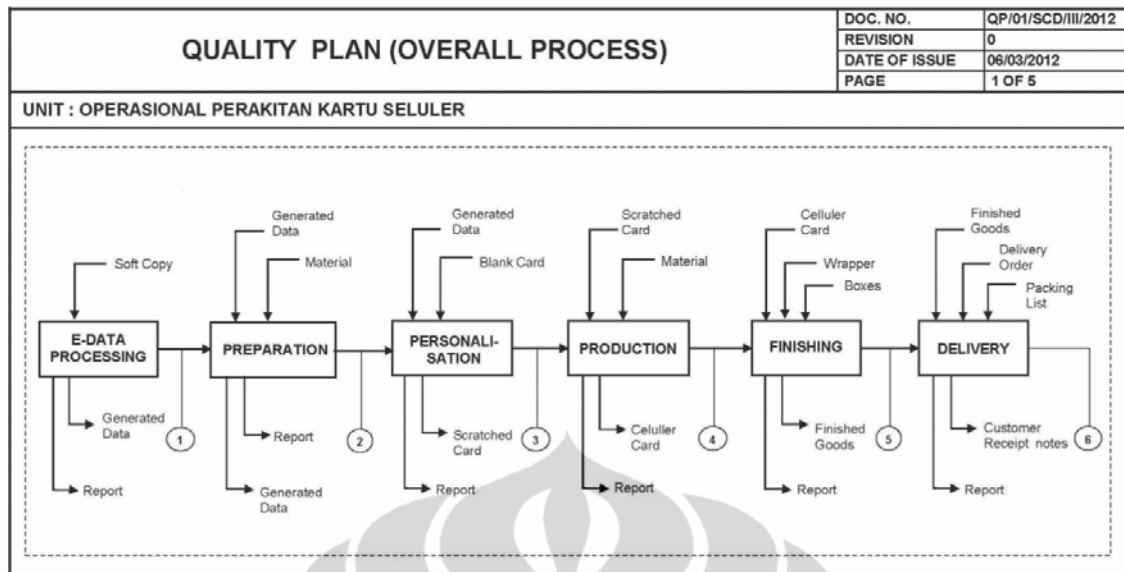 QUALITY PLAN (OVERALL PROCESS)
DOC. NO. QP/01/SCD/III/2012
REVISION 0
DATE OF ISSUE 06/03/2012
PAGE 1 OF 5
UNIT : OPERASIONAL PERAKITAN KARTU SELULER
Soft Copy
E-DATA
PROCESSING
Generated
Data
Report
1
Generated
Data
Material
PREPARATION
Report
Generated
Data
2
Generated
Data
Blank Card
PERSONALI-
SATION
Scratched
Card
Report
3
Scratched
Card
Material
PRODUCTION
Celuller
Card
Report
4
Celluler
Card
Wrapper
Boxes
FINISHING
Finished
Goods
Report
5
Finished
Goods
Delivery
Order
Packing
List
DELIVERY
Customer
Receipt notes
Report
6